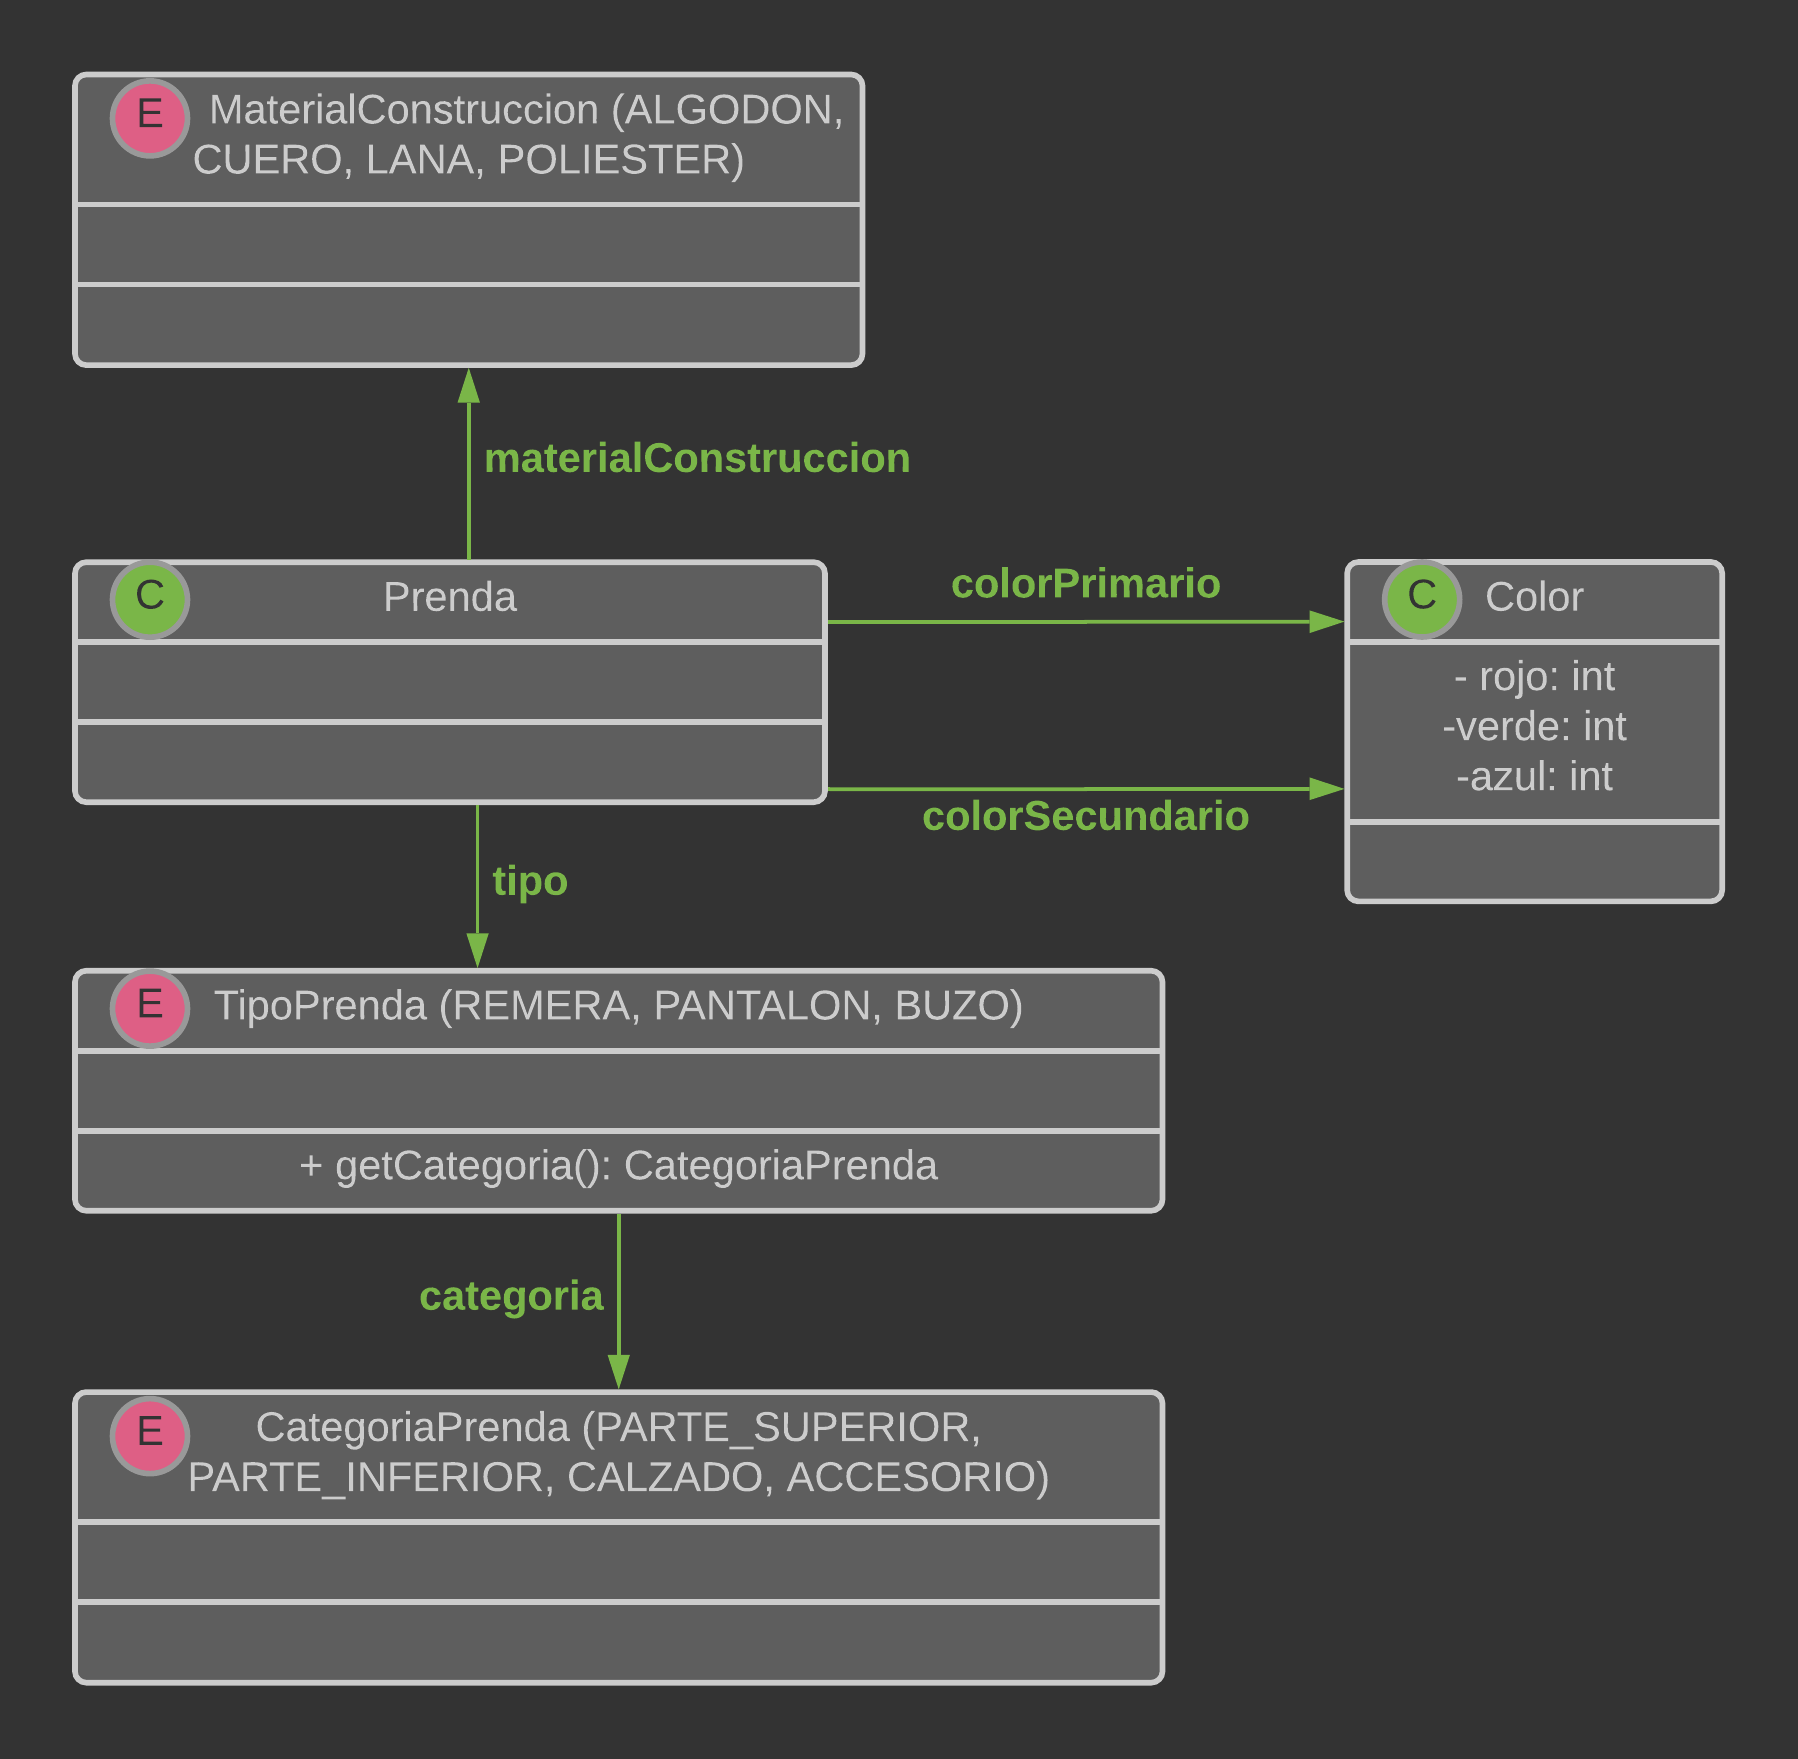 E
MaterialConstruccion (ALGODON,
CUERO, LANA, POLIESTER)
materialConstruccion
C
Prenda
colorPrimario
C
Color
- rojo: int
-verde: int
-azul: int
colorSecundario
tipo
E
TipoPrenda (REMERA, PANTALON, BUZO)
+ getCategoria(): CategoriaPrenda
categoria
E
CategoriaPrenda (PARTE_SUPERIOR,
PARTE_INFERIOR, CALZADO, ACCESORIO)